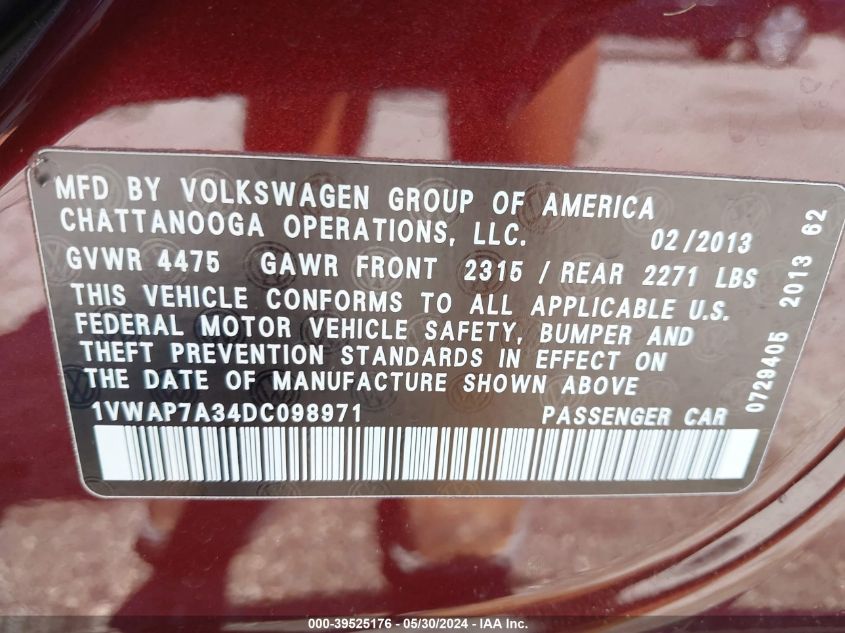 MFD BY VOLKSWAGEN GROUP OF AMERICA
CHATTANOOGA OPERATIONS, LLC. 02/2013
GVWR 4475 GAWR FRONT 2315 / REAR 2271 LBS
THIS VEHICLE CONFORMS TO ALL APPLICABLE U.S.
FEDERAL MOTOR VEHICLE SAFETY, BUMPER AND
THEFT PREVENTION STANDARDS IN EFFECT ON
THE DATE OF MANUFACTURE SHOWN ABOVE
1VWAP7A34DC098971 PASSENGER CAR
0729405 2013 62
000-39525176 - 05/30/2024 - IAA Inc.